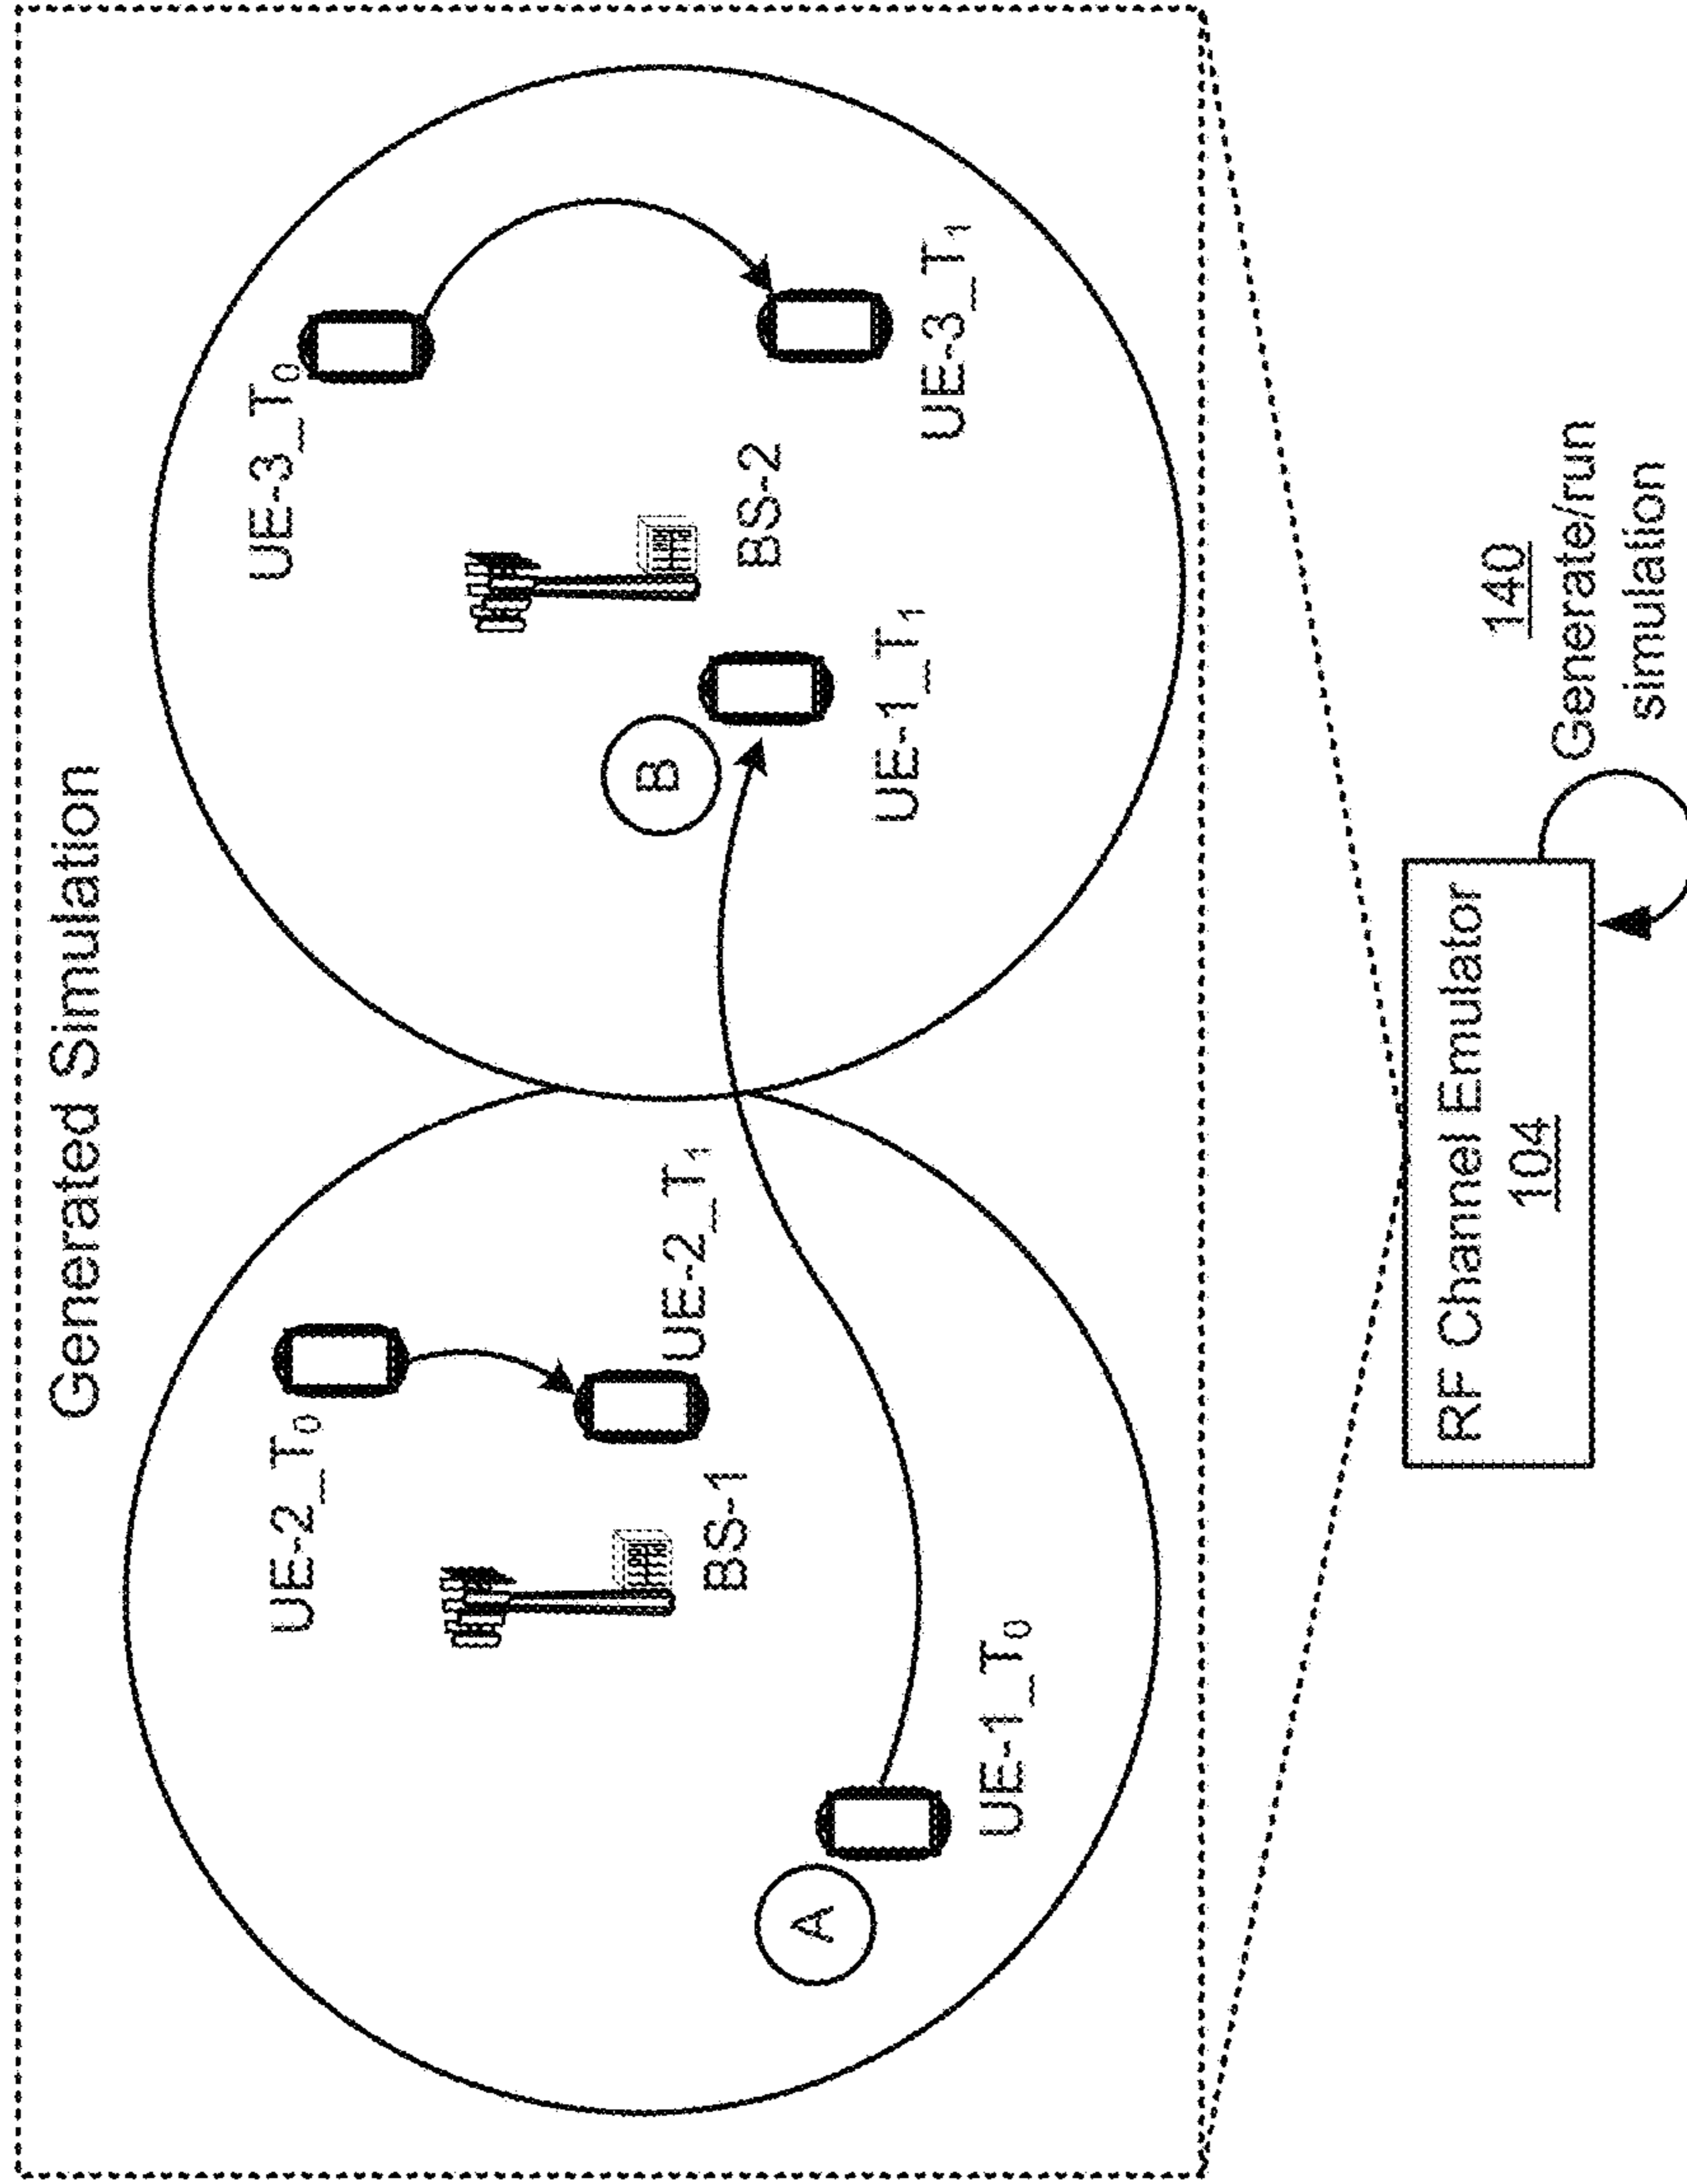 Generated Simulation
UE-2_T0
UE-3_T0
BS-1
UE-2_T1
BS-2
B
A
UE-1_T0
UE-1_T1
UE-3_T1
RF Channel Emulator
104
140
Generate/run
simulation